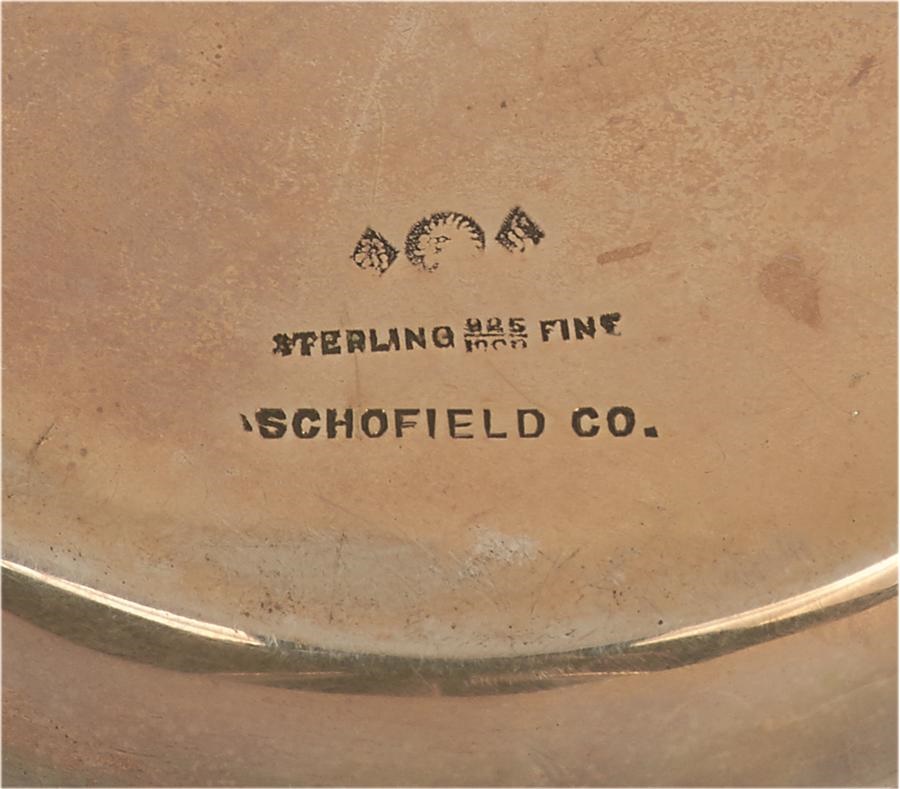 STERLING 925/1000 FINE
SCHOFIELD CO.